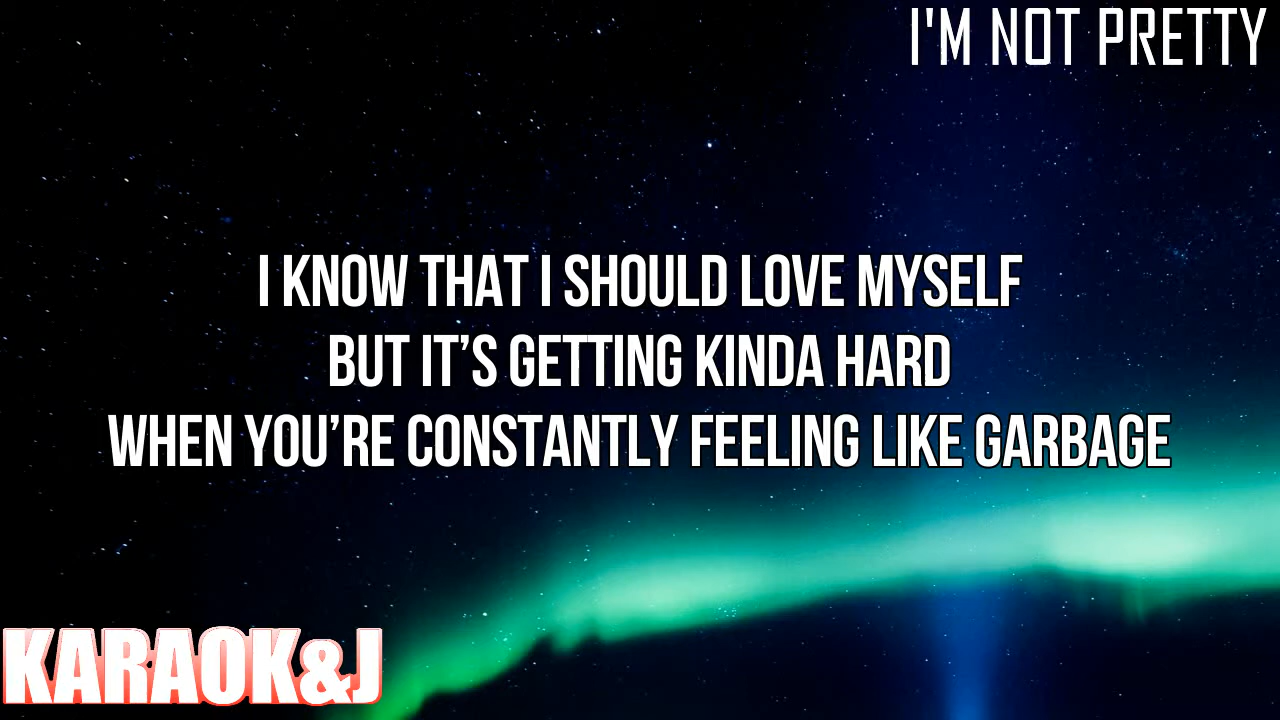 I'M NOT PRETTY
I KNOW THAT I SHOULD LOVE MYSELF
BUT IT’S GETTING KINDA HARD
WHEN YOU’RE CONSTANTLY FEELING LIKE GARBAGE
KARAOK&J